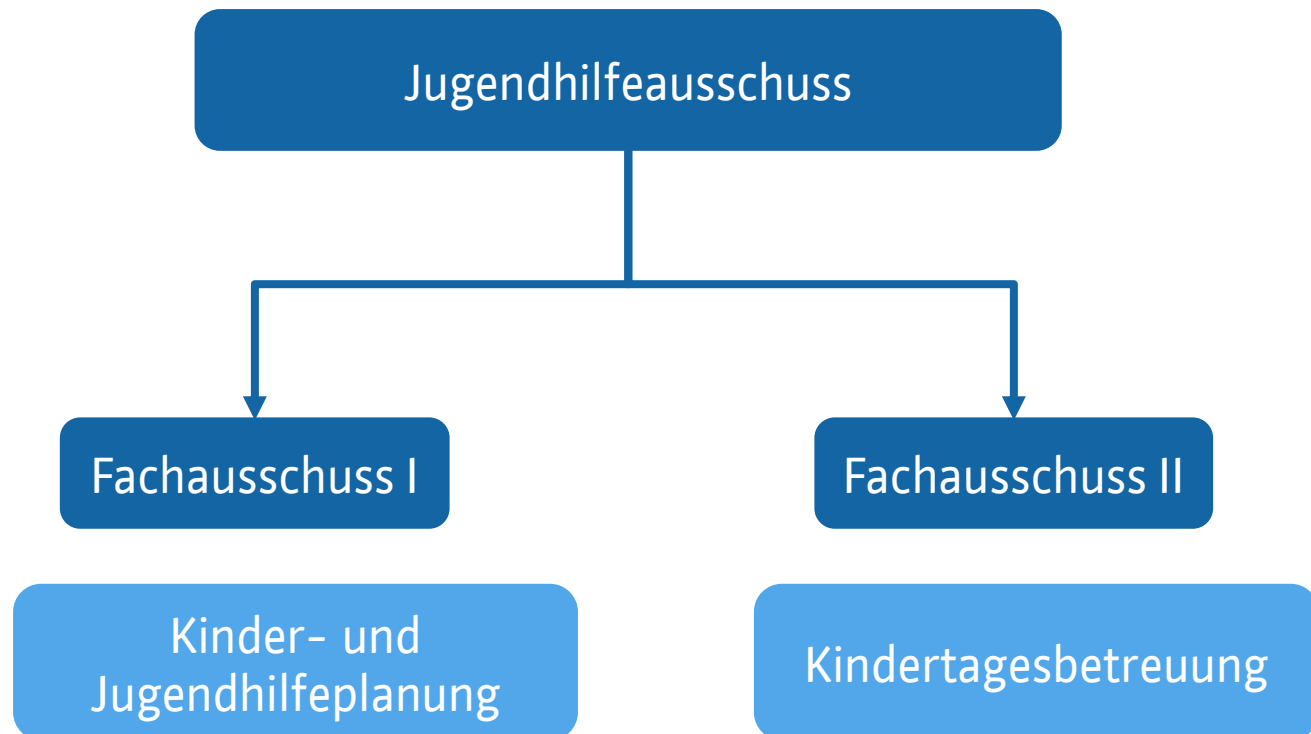 Jugendhilfeausschuss
Fachausschuss I
Fachausschuss II
Kinder- und
Jugendhilfeplanung
Kindertagesbetreuung